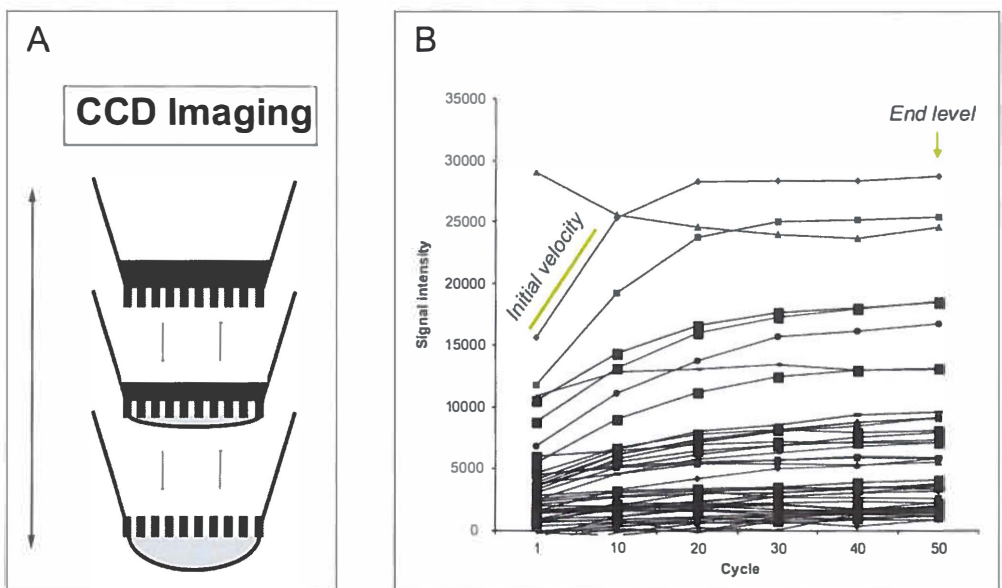 A
CCD Imaging
B
35000
30000
25000
20000
15000
10000
5000
0
Signal intensity
Initial velocity
End level
1 10 20 30 40 50
Cycle